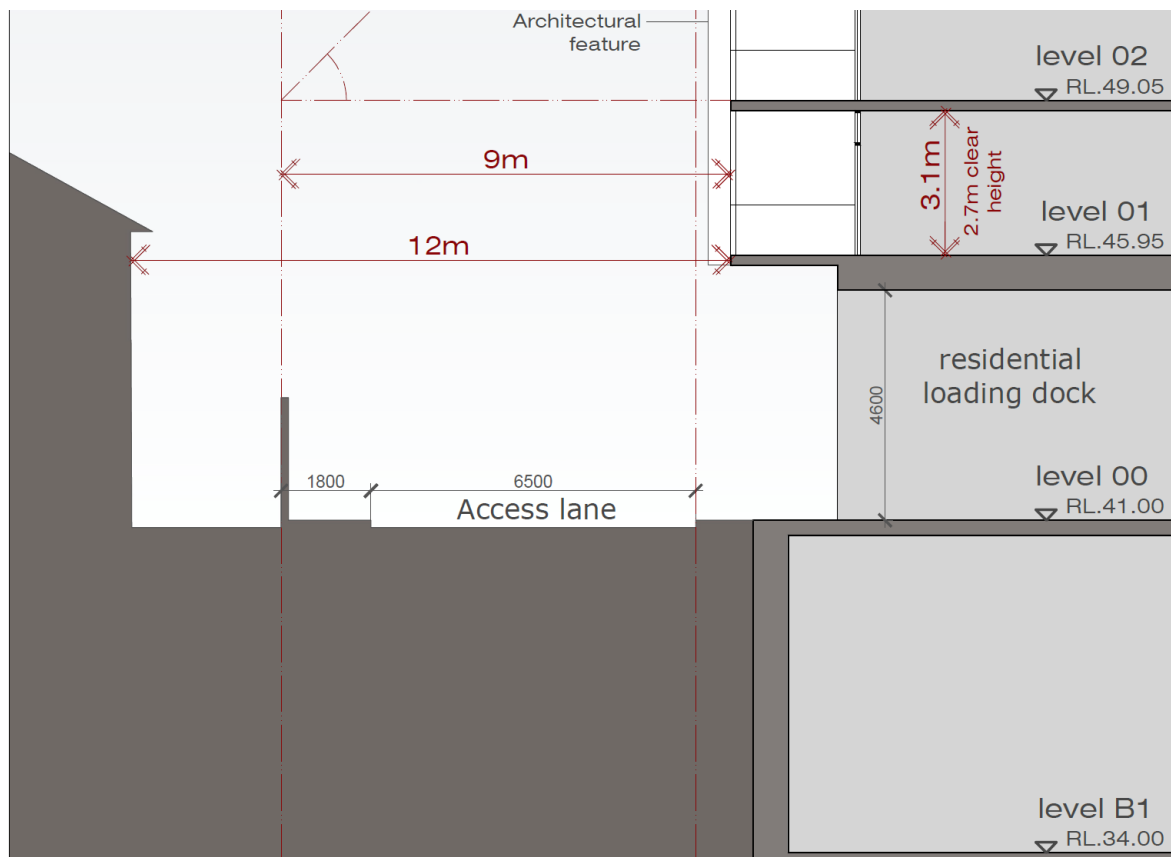 Architectural
feature
level 02
RL.49.05
9m
3.1m
2.7m clear
height
level 01
RL.45.95
12m
residential
loading dock
4600
1800
6500
Access lane
level 00
RL.41.00
level B1
RL.34.00